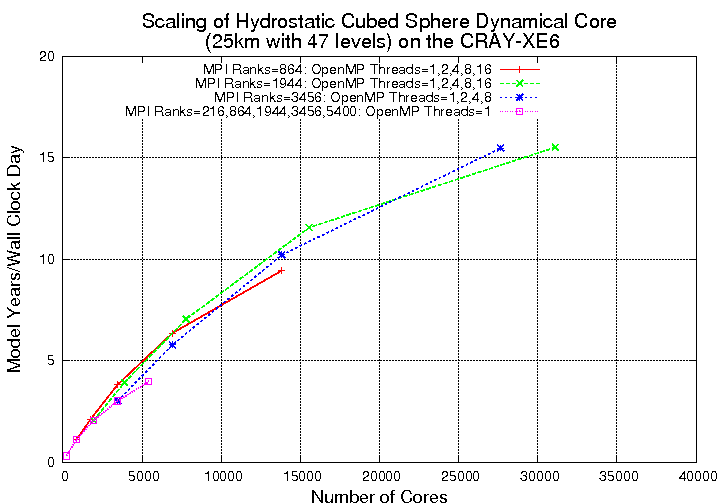 Scaling of Hydrostatic Cubed Sphere Dynamical Core
(25km with 47 levels) on the CRAY-XE6
MPI Ranks=864: OpenMP Threads=1,2,4,8,16
MPI Ranks=1944: OpenMP Threads=1,2,4,8,16
MPI Ranks=3456: OpenMP Threads=1,2,4,8
MPI Ranks=216,864,1944,3456,5400: OpenMP Threads=1
Model Years/Wall Clock Day
20
15
10
5
0
0 5000 10000 15000 20000 25000 30000 35000 40000
Number of Cores